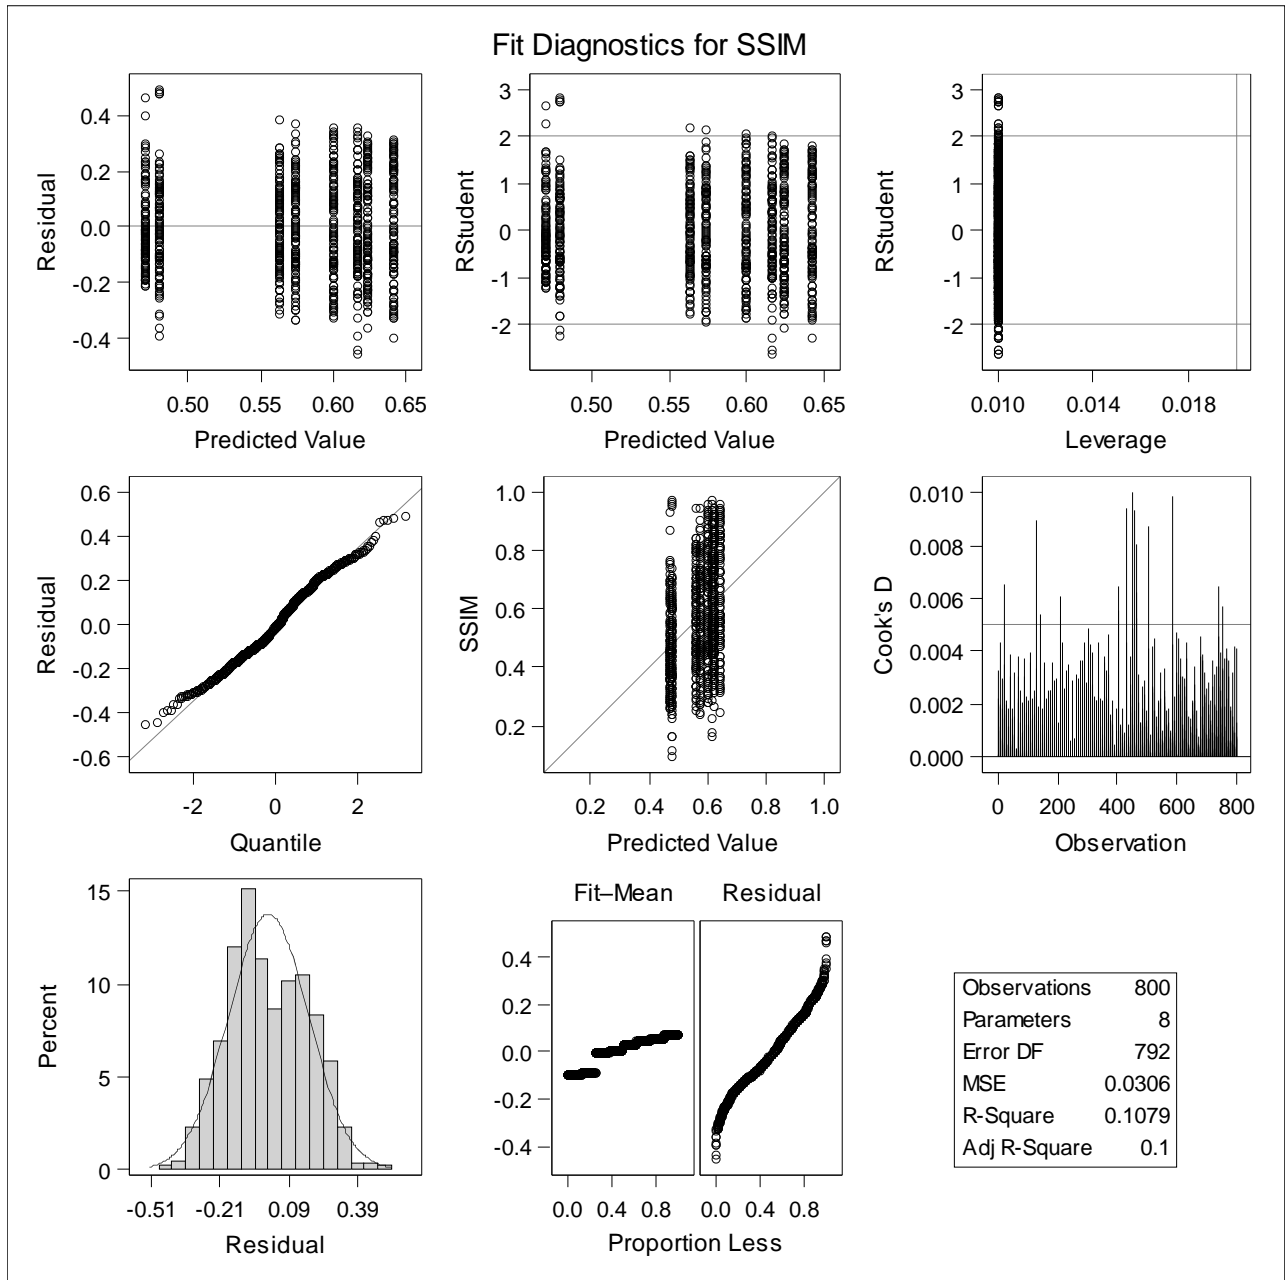 Fit Diagnostics for SSIM
Residual
0.4
0.2
0.0
-0.2
-0.4
0.50 0.55 0.60 0.65
Predicted Value
RStudent
3
2
1
0
-1
-2
0.50 0.55 0.60 0.65
Predicted Value
RStudent
3
2
1
0
-1
-2
0.010 0.014 0.018
Leverage
Residual
0.6
0.4
0.2
0.0
-0.2
-0.4
-0.6
-2 0 2
Quantile
SSIM
1.0
0.8
0.6
0.4
0.2
0.2 0.4 0.6 0.8 1.0
Predicted Value
Cook's D
0.010
0.008
0.006
0.004
0.002
0.000
0 200 400 600 800
Observation
Percent
15
10
5
0
-0.51 -0.21 0.09 0.39
Residual
Fit–Mean Residual
0.4
0.2
0.0
-0.2
-0.4
0.0 0.4 0.8 0.0 0.4 0.8
Proportion Less
Observations 800
Parameters 8
Error DF 792
MSE 0.0306
R-Square 0.1079
Adj R-Square 0.1